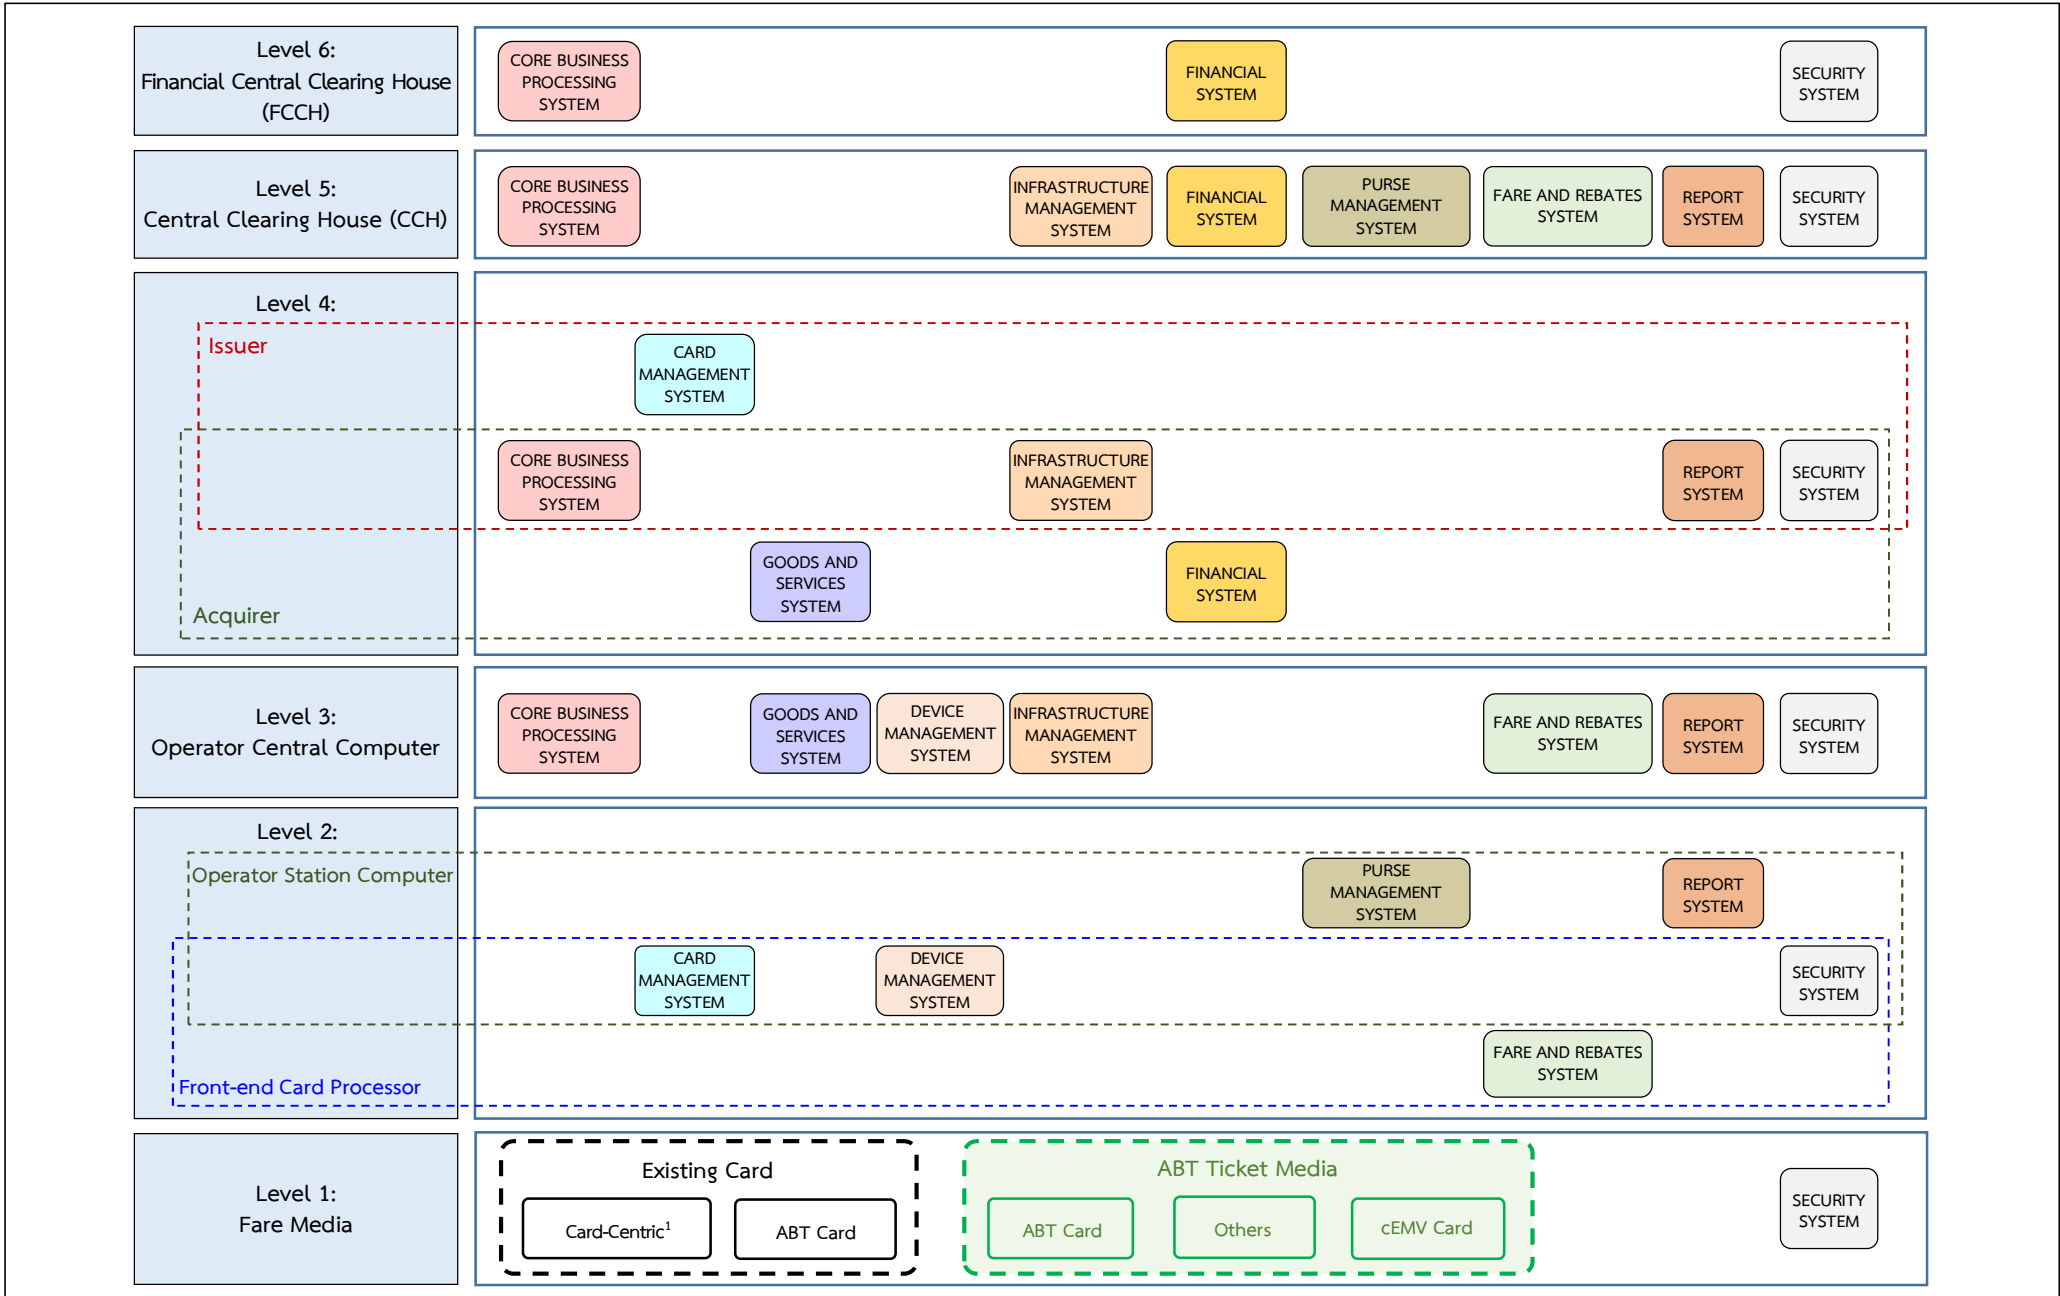 Level 6:
Financial Central Clearing House
(FCCH)
CORE BUSINESS
PROCESSING
SYSTEM
FINANCIAL
SYSTEM
SECURITY
SYSTEM
Level 5:
Central Clearing House (CCH)
CORE BUSINESS
PROCESSING
SYSTEM
INFRASTRUCTURE
MANAGEMENT
SYSTEM
FINANCIAL
SYSTEM
PURSE
MANAGEMENT
SYSTEM
FARE AND REBATES
SYSTEM
REPORT
SYSTEM
SECURITY
SYSTEM
Level 4:
Issuer
CARD
MANAGEMENT
SYSTEM
CORE BUSINESS
PROCESSING
SYSTEM
INFRASTRUCTURE
MANAGEMENT
SYSTEM
REPORT
SYSTEM
SECURITY
SYSTEM
GOODS AND
SERVICES
SYSTEM
FINANCIAL
SYSTEM
Acquirer
Level 3:
Operator Central Computer
CORE BUSINESS
PROCESSING
SYSTEM
GOODS AND
SERVICES
SYSTEM
DEVICE
MANAGEMENT
SYSTEM
INFRASTRUCTURE
MANAGEMENT
SYSTEM
FARE AND REBATES
SYSTEM
REPORT
SYSTEM
SECURITY
SYSTEM
Level 2:
Operator Station Computer
PURSE
MANAGEMENT
SYSTEM
REPORT
SYSTEM
CARD
MANAGEMENT
SYSTEM
DEVICE
MANAGEMENT
SYSTEM
SECURITY
SYSTEM
FARE AND REBATES
SYSTEM
Front-end Card Processor
Level 1:
Fare Media
Existing Card
Card-Centric¹
ABT Card
ABT Ticket Media
ABT Card
Others
cEMV Card
SECURITY
SYSTEM